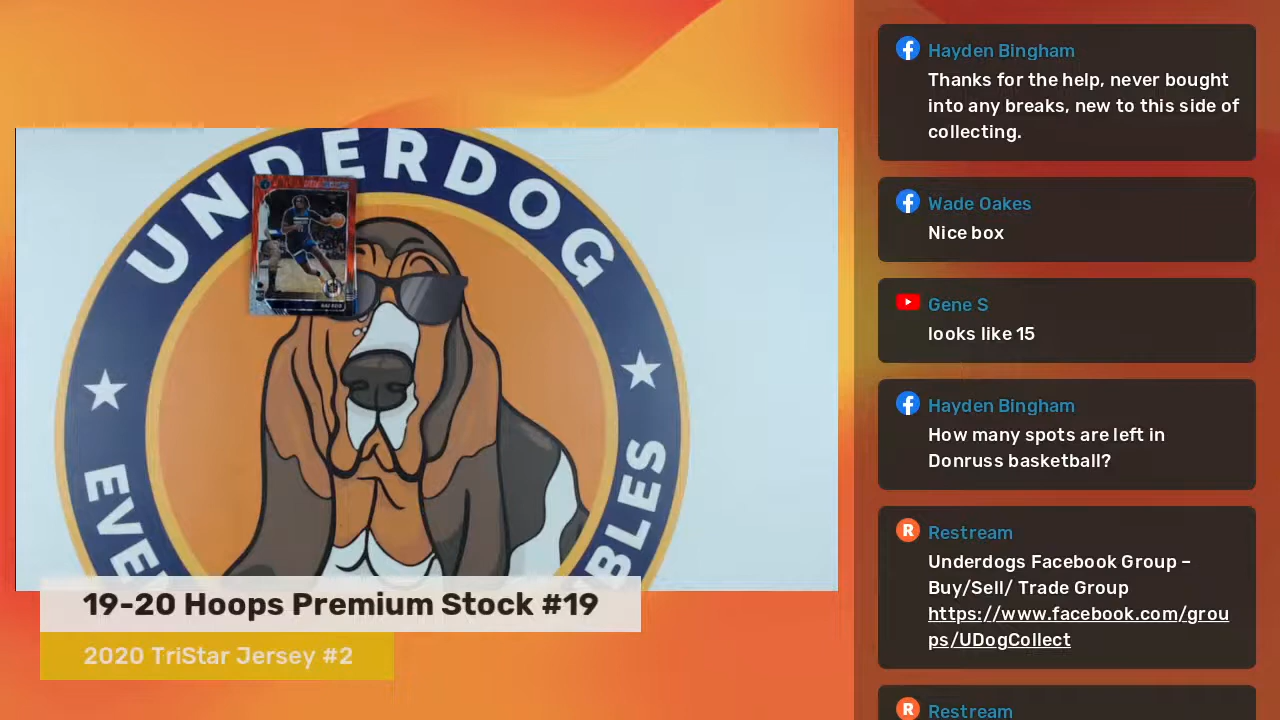 UNDERDOG
EVE
BLES
NAZ REID
19-20 Hoops Premium Stock #19
2020 TriStar Jersey #2
Hayden Bingham
Thanks for the help, never bought
into any breaks, new to this side of
collecting.
Wade Oakes
Nice box
Gene S
looks like 15
Hayden Bingham
How many spots are left in
Donruss basketball?
R
Restream
Underdogs Facebook Group –
Buy/Sell/ Trade Group
https://www.facebook.com/grou
ps/UDogCollect
R
Restream